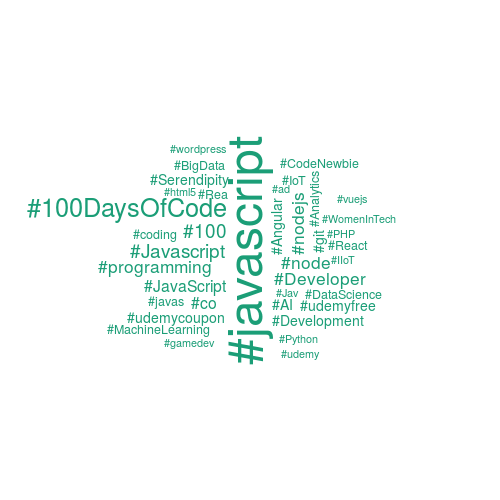 #wordpress
#BigData
#Serendipity
#html5
#Rea
#100DaysOfCode
#coding
#100
#Javascript
#programming
#JavaScript
#javas
#co
#udemycoupon
#MachineLearning
#gamedev
#javascript
#CodeNewbie
#IoT
#ad
#Analytics
#vuejs
#Angular
#nodejs
#WomenInTech
#git
#PHP
#React
#node
#IIoT
#Developer
#Jav
#DataScience
#AI
#udemyfree
#Development
#Python
#udemy